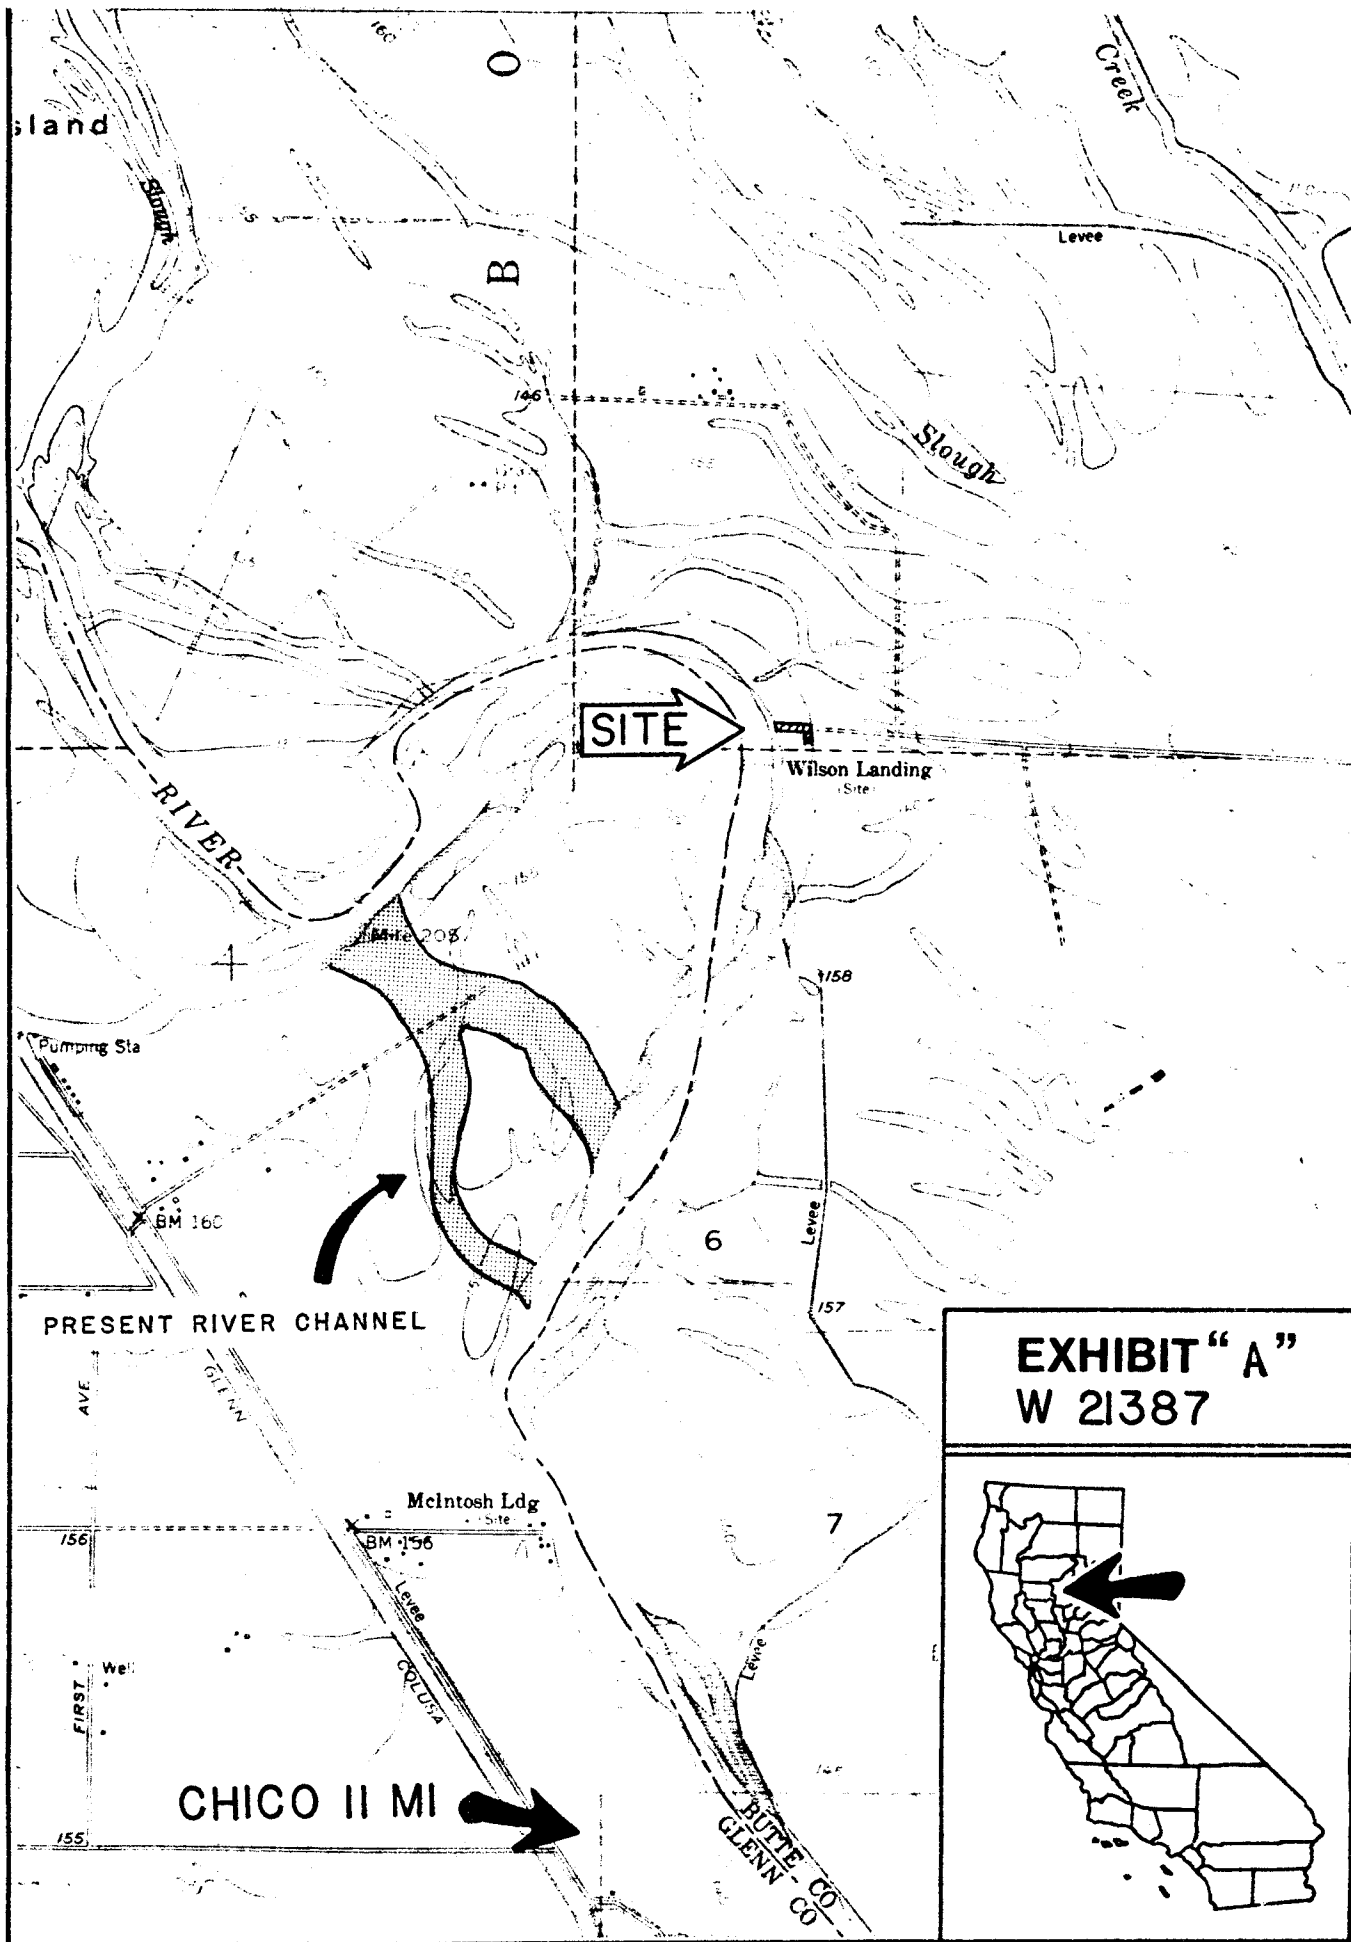 160
O
Creek
sland
Slough
Levee
B
146
Slough
SITE
Wilson Landing
(Site)
RIVER
Mile 208
158
Pumping Sta
BM 160
Levee
6
PRESENT RIVER CHANNEL
157
AVE
GLENN
EXHIBIT "A"
W 21387
McIntosh Ldg
Site
156
BM 156
7
Levee
Levee
Well
FIRST
COLUSA
CHICO 11 MI
155
BUTTE CO
GLENN CO